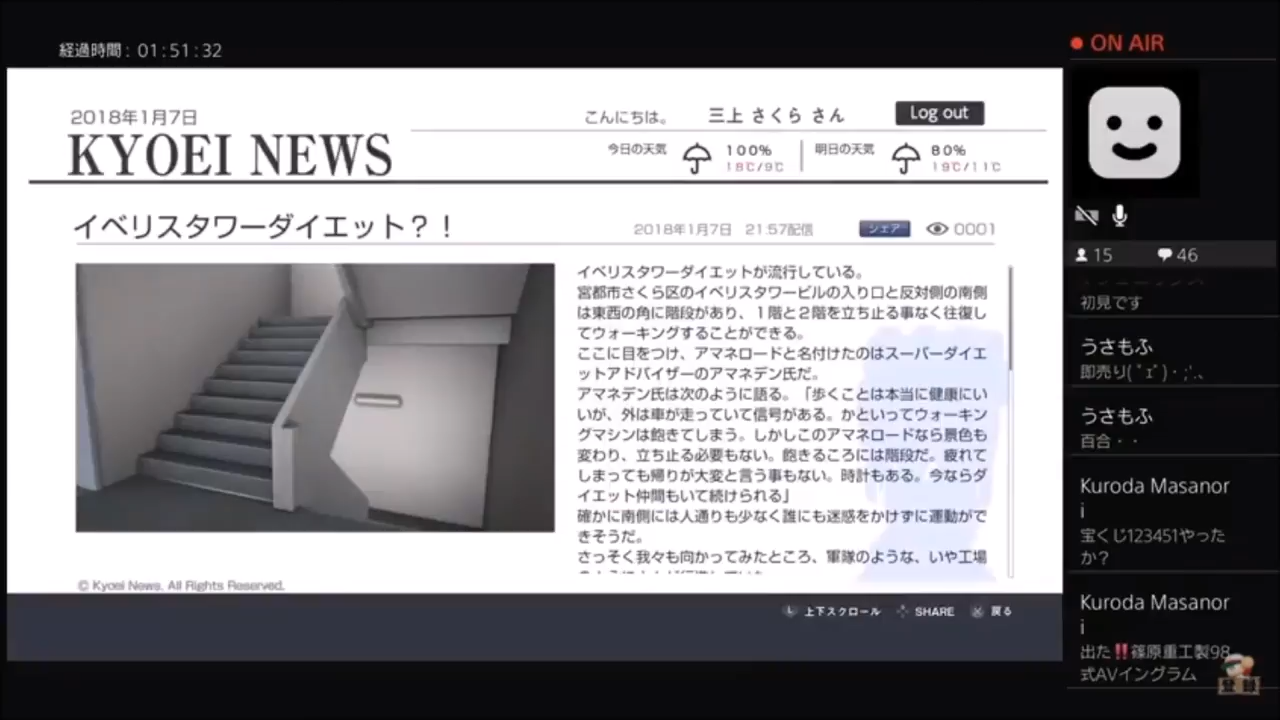 経過時間 : 01:51:32
ON AIR
2018年1月7日
KYOEI NEWS
こんにちは。
三上 さくら さん
Log out
今日の天気
100%
18℃/9℃
明日の天気
80%
19℃/11℃
イベリスタワーダイエット？！
2018年1月7日 21:57配信
シェア
0001
イベリスタワーダイエットが流行している。
宮都市さくら区のイベリスタワービルの入り口と反対側の南側
は東西の角に階段があり、１階と２階を立ち止る事なく往復し
てウォーキングすることができる。
ここに目をつけ、アマネロードと名付けたのはスーパーダイエ
ットアドバイザーのアマネデン氏だ。
アマネデン氏は次のように語る。「歩くことは本当に健康にい
いが、外は車が走っていて信号がある。かといってウォーキン
グマシンは飽きてしまう。しかしこのアマネロードなら景色も
変わり、立ち止る必要もない。飽きるころには階段だ。疲れて
しまっても帰りが大変と言う事もない。時計もある。今ならダ
イエット仲間もいて続けられる」
確かに南側には人通りも少なく誰にも迷惑をかけずに運動がで
きそうだ。
さっそく我々も向かってみたところ、軍隊のような、いや工場
© Kyoei News. All Rights Reserved.
L 上下スクロール
SHARE
戻る
15
46
初見です
うさもふ
即売り( ﾟｪﾟ)・;'.、
うさもふ
百合・・
Kuroda Masanor
i
宝くじ123451やった
か？
Kuroda Masanor
i
出た‼️篠原重工製98
式AVイングラム
登録